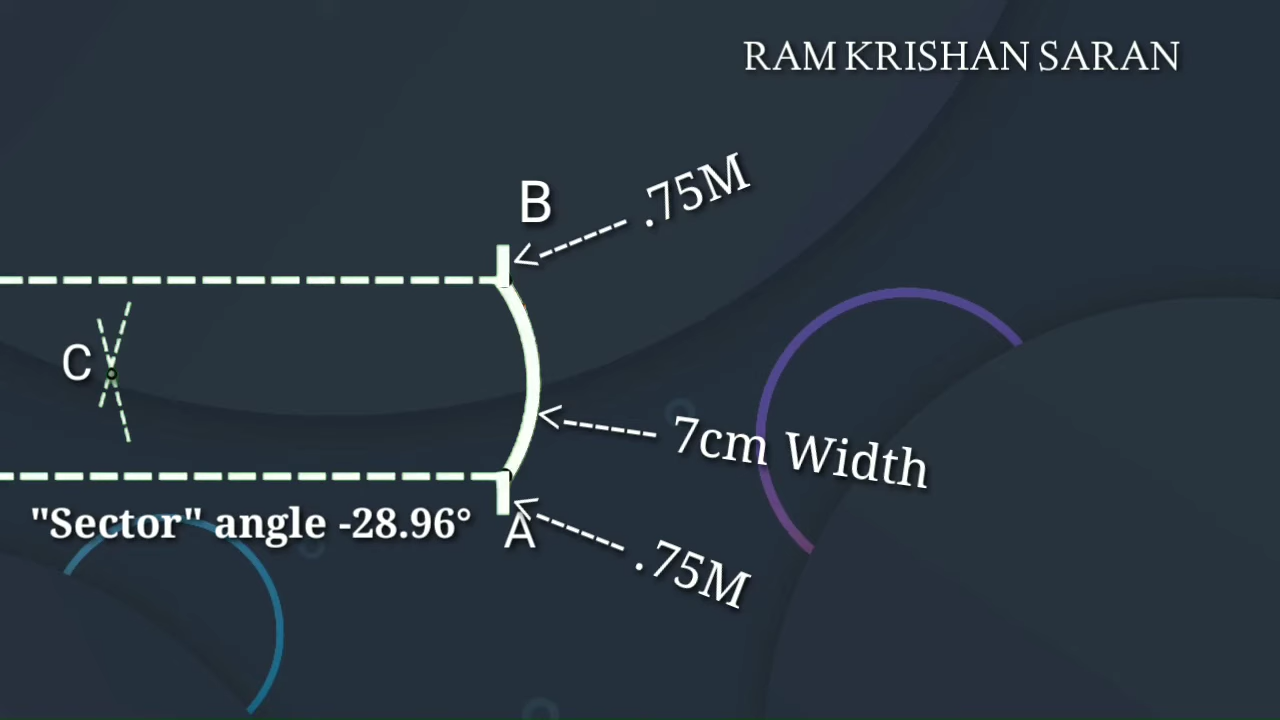 RAM KRISHAN SARAN
.75M
B
C
7cm Width
"Sector" angle -28.96°
A
.75M